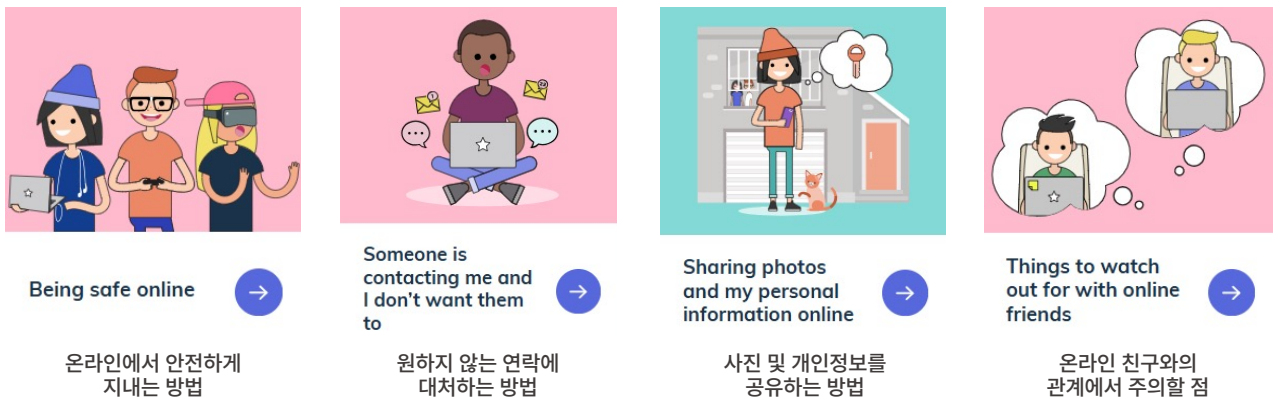 Being safe online
온라인에서 안전하게
지내는 방법
Someone is
contacting me and
I don't want them
to
원하지 않는 연락에
대처하는 방법
Sharing photos
and my personal
information online
사진 및 개인정보를
공유하는 방법
Things to watch
out for with online
friends
온라인 친구와의
관계에서 주의할 점